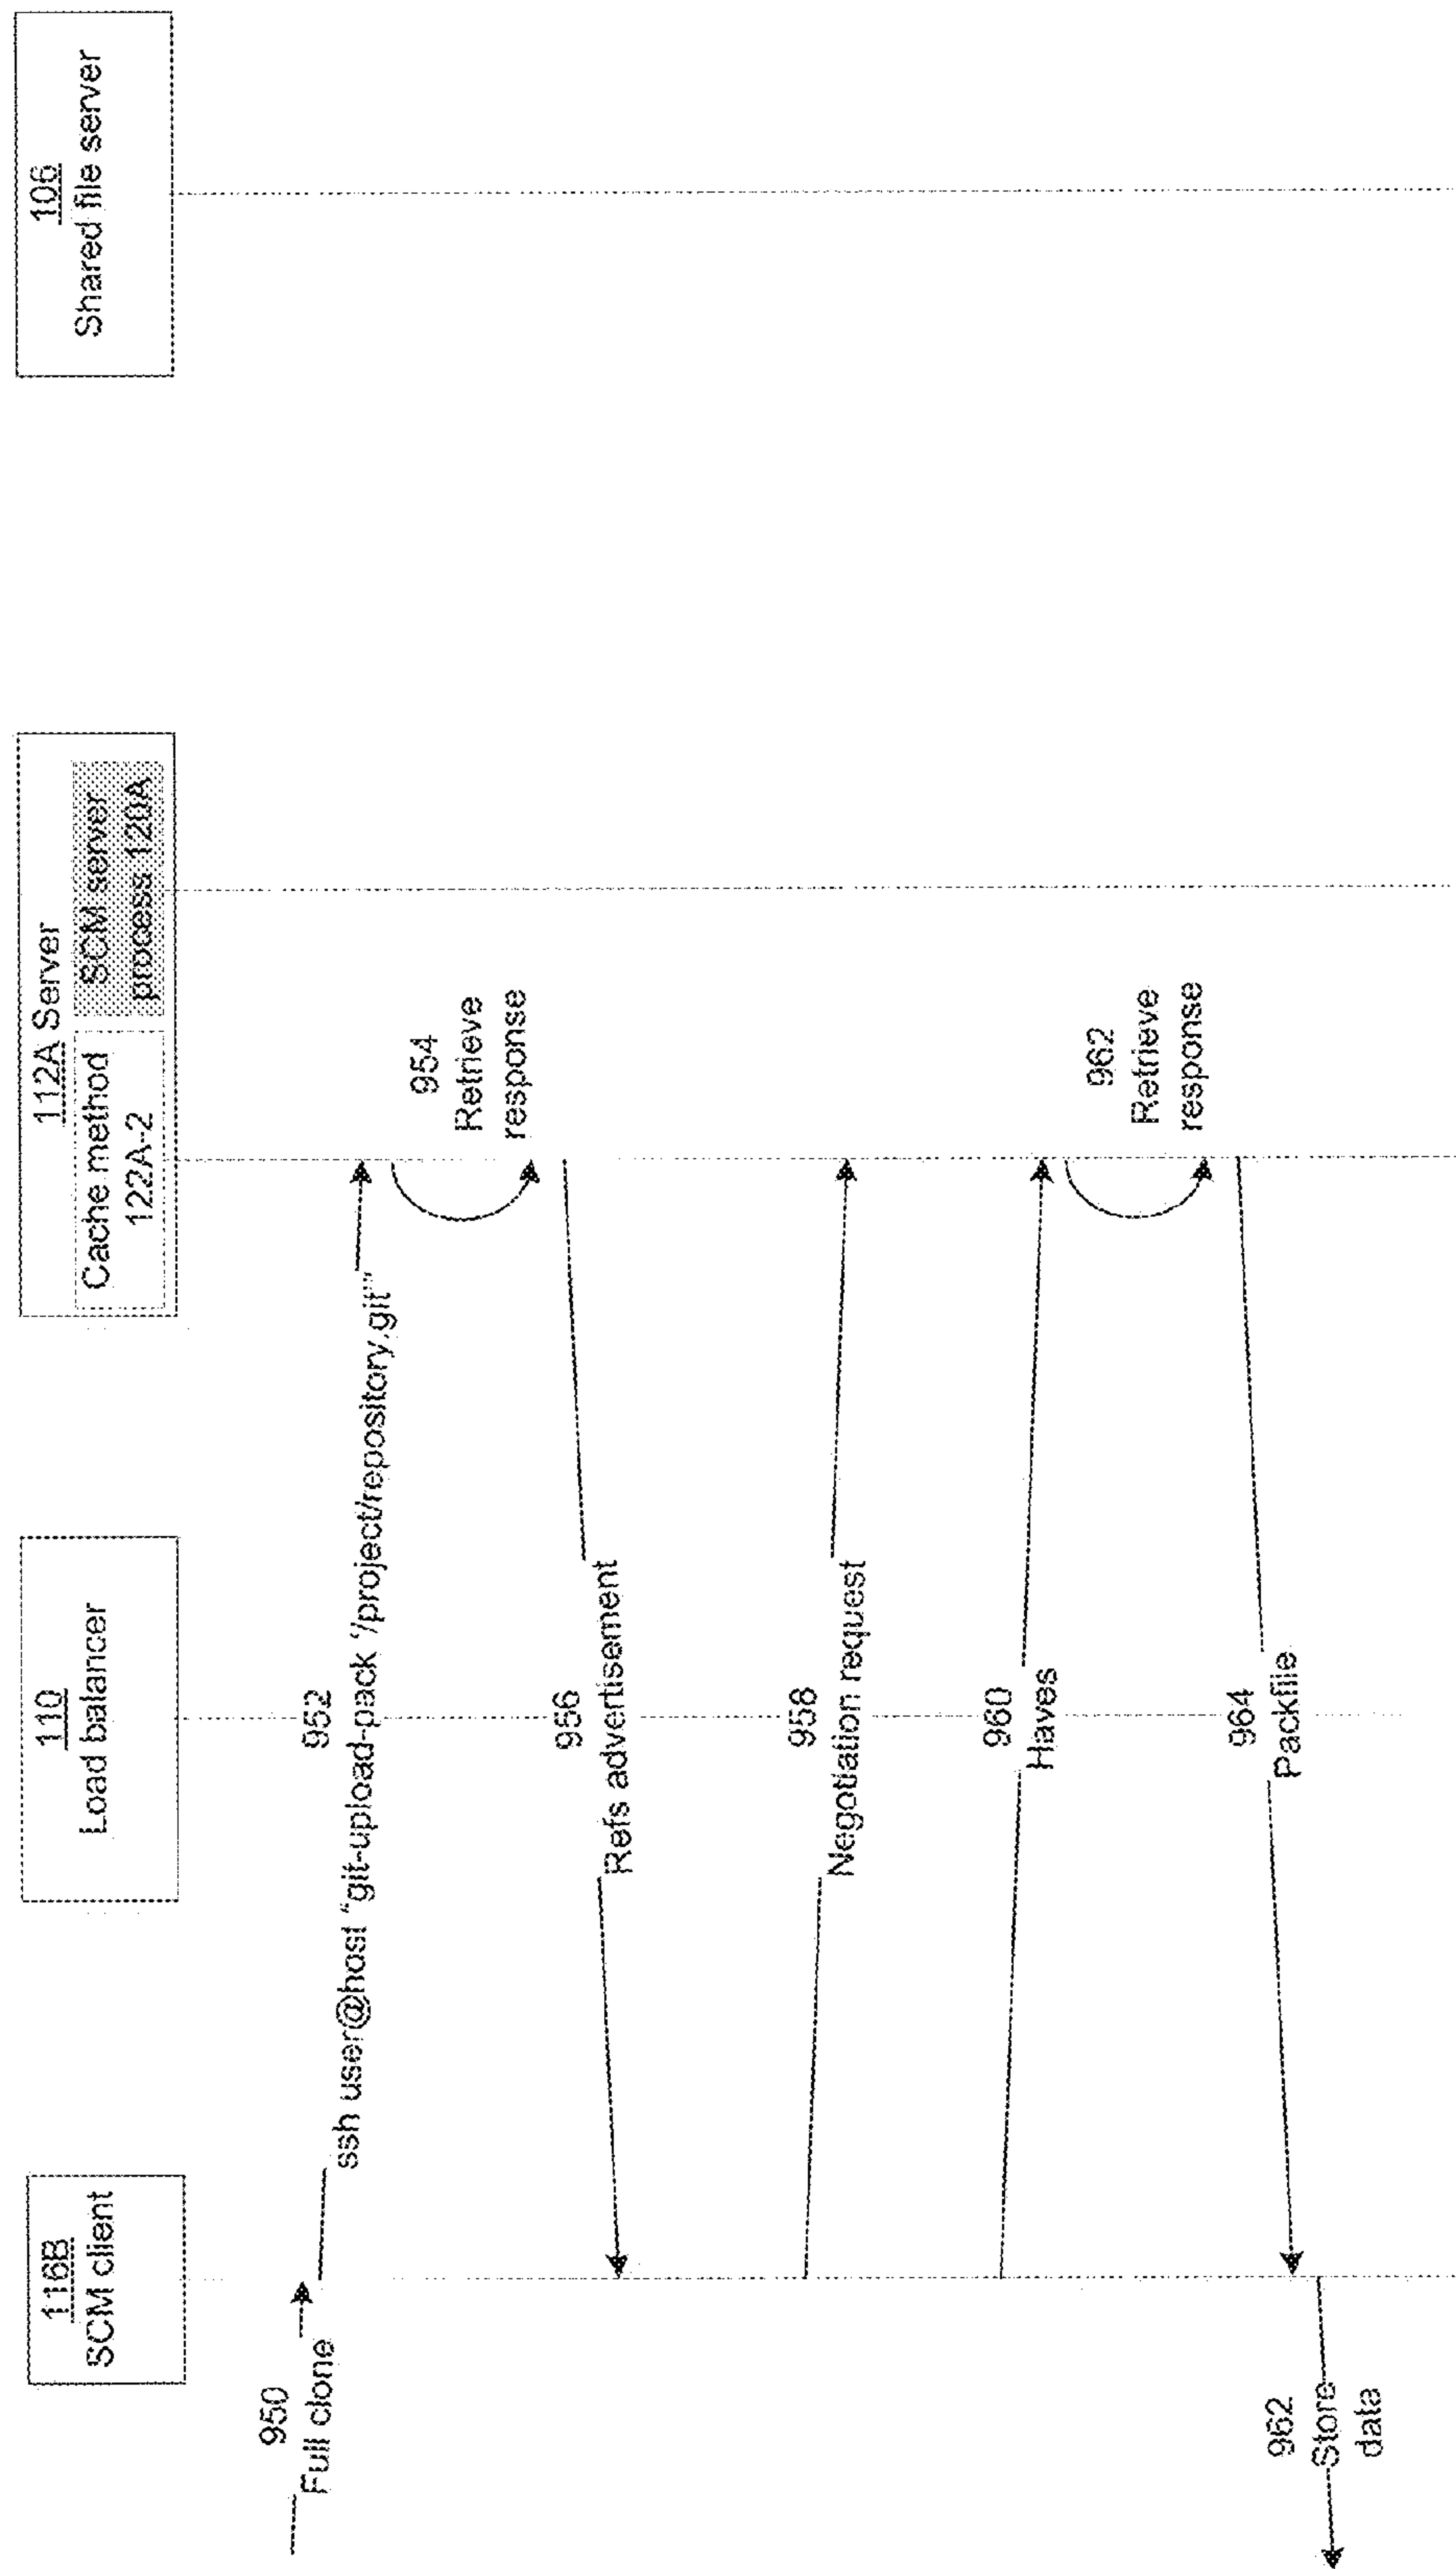 116B
SCM client
110
Load balancer
112A Server
Cache method
122A-2
SCM server
process 120A
106
Shared file server
950
Full clone
952
ssh user@host “git-upload-pack ‘/project/repository.git’”
954
Retrieve
response
956
Refs advertisement
958
Negotiation request
960
Haves
962
Retrieve
response
964
Packfile
962
Store
data